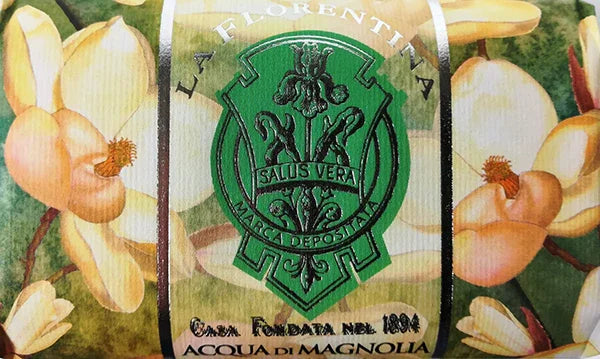 LA FLORENTINA
SALUS VERA
MARCA DEPOSITATA
CASA FONDATA NEL 1894
ACQUA DI MAGNOLIA